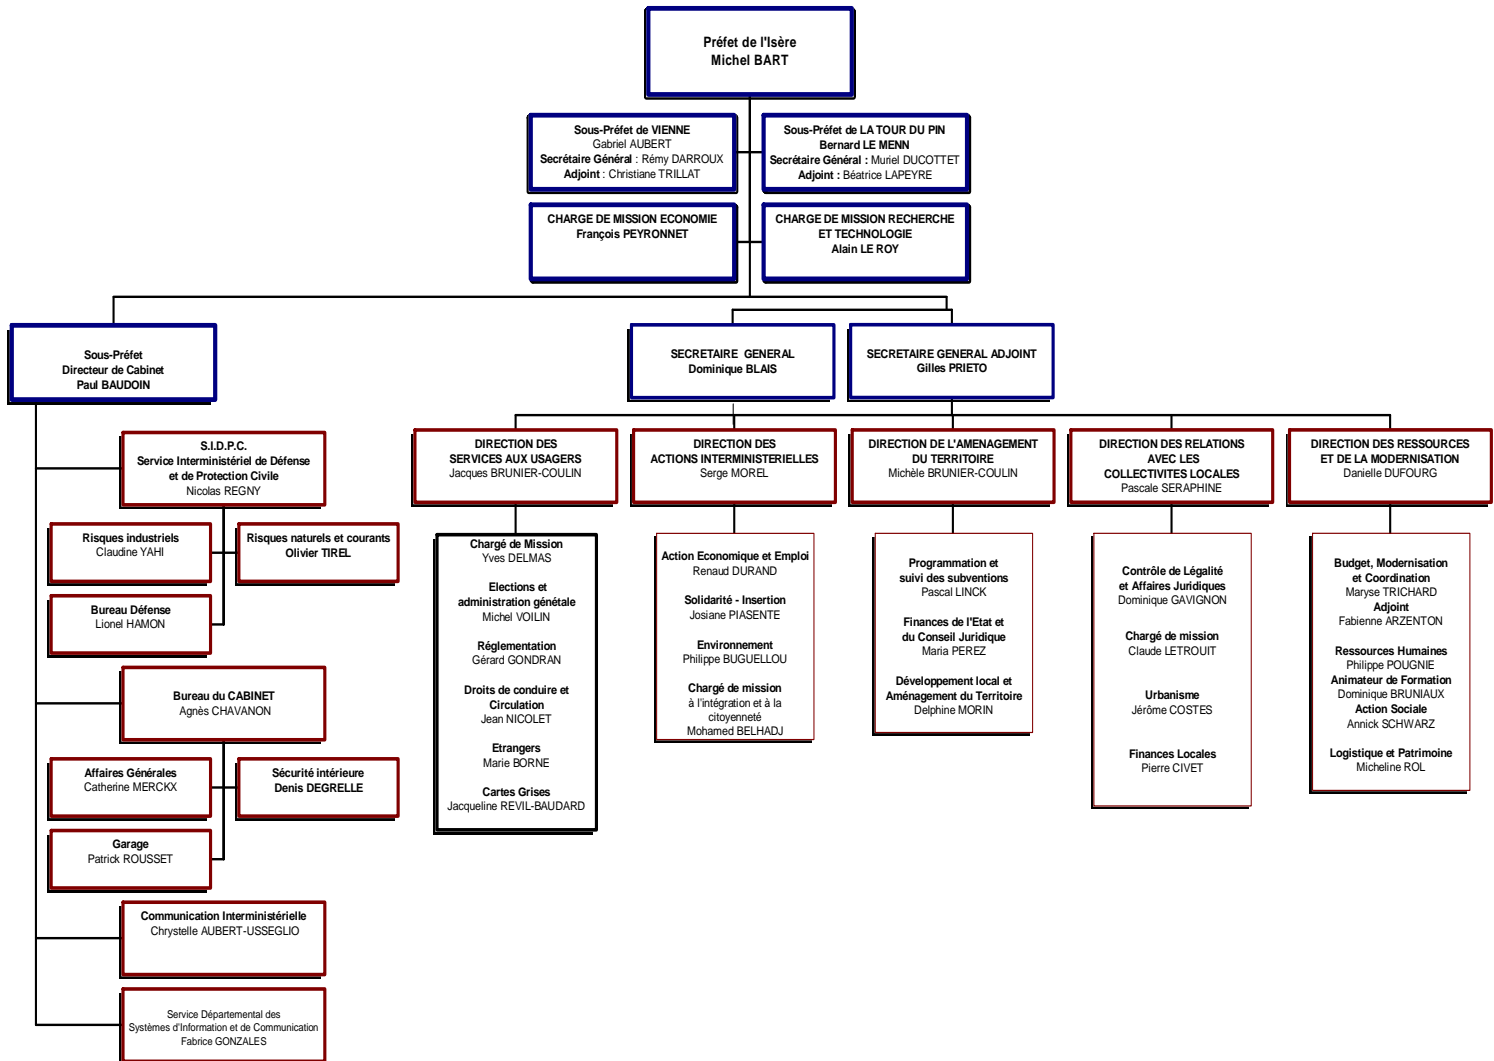 Préfet de l'Isère
Michel BART
Sous-Préfet de VIENNE
Gabriel AUBERT
Secrétaire Général : Rémy DARROUX
Adjoint : Christiane TRILLAT
Sous-Préfet de LA TOUR DU PIN
Bernard LE MENN
Secrétaire Général : Muriel DUCOTTET
Adjoint : Béatrice LAPEYRE
CHARGE DE MISSION ECONOMIE
François PEYRONNET
CHARGE DE MISSION RECHERCHE
ET TECHNOLOGIE
Alain LE ROY
Sous-Préfet
Directeur de Cabinet
Paul BAUDOIN
SECRETAIRE GENERAL
Dominique BLAIS
SECRETAIRE GENERAL ADJOINT
Gilles PRIETO
S.I.D.P.C.
Service Interministériel de Défense
et de Protection Civile
Nicolas REGNY
Risques industriels
Claudine YAHI
Risques naturels et courants
Olivier TIREL
Bureau Défense
Lionel HAMON
Bureau du CABINET
Agnès CHAVANON
Affaires Générales
Catherine MERCKX
Sécurité intérieure
Denis DEGRELLE
Garage
Patrick ROUSSET
Communication Interministérielle
Chrystelle AUBERT-USSEGLIO
Service Départemental des
Systèmes d'Information et de Communication
Fabrice GONZALES
DIRECTION DES
SERVICES AUX USAGERS
Jacques BRUNIER-COULIN
Chargé de Mission
Yves DELMAS
Elections et
administration génétale
Michel VOILIN
Réglementation
Gérard GONDRAN
Droits de conduire et
Circulation
Jean NICOLET
Etrangers
Marie BORNE
Cartes Grises
Jacqueline REVIL-BAUDARD
DIRECTION DES
ACTIONS INTERMINISTERIELLES
Serge MOREL
Action Economique et Emploi
Renaud DURAND
Solidarité - Insertion
Josiane PIASENTE
Environnement
Philippe BUGUELLOU
Chargé de mission
à l'intégration et à la
citoyenneté
Mohamed BELHADJ
DIRECTION DE L'AMENAGEMENT
DU TERRITOIRE
Michèle BRUNIER-COULIN
Programmation et
suivi des subventions
Pascal LINCK
Finances de l'Etat et
du Conseil Juridique
Maria PEREZ
Développement local et
Aménagement du Territoire
Delphine MORIN
DIRECTION DES RELATIONS
AVEC LES
COLLECTIVITES LOCALES
Pascale SERAPHINE
Contrôle de Légalité
et Affaires Juridiques
Dominique GAVIGNON
Chargé de mission
Claude LETROUIT
Urbanisme
Jérôme COSTES
Finances Locales
Pierre CIVET
DIRECTION DES RESSOURCES
ET DE LA MODERNISATION
Danielle DUFOURG
Budget, Modernisation
et Coordination
Maryse TRICHARD
Adjoint
Fabienne ARZENTON
Ressources Humaines
Philippe POUGNIE
Animateur de Formation
Dominique BRUNIAUX
Action Sociale
Annick SCHWARZ
Logistique et Patrimoine
Micheline ROL